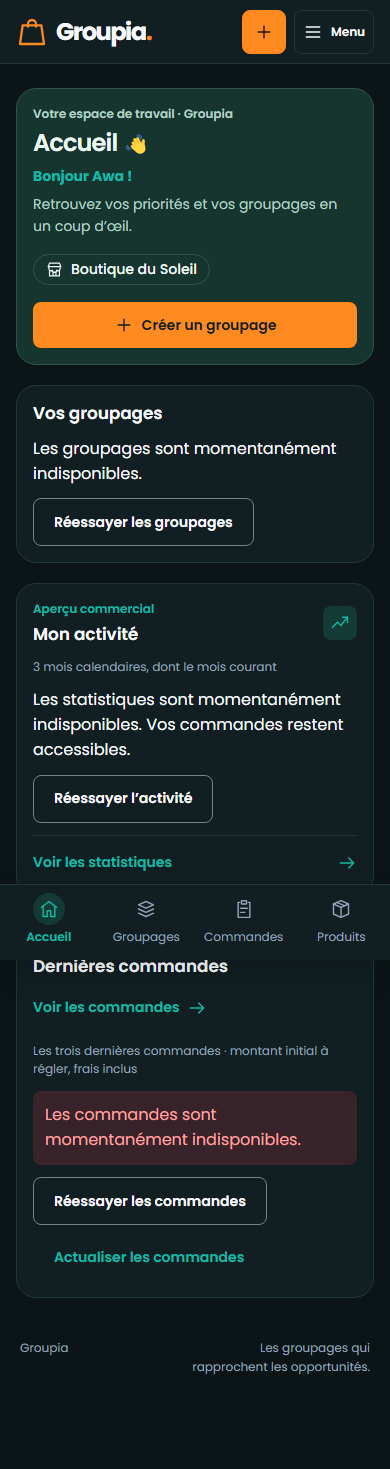 Groupia.
Menu
Votre espace de travail · Groupia
Accueil 👋
Bonjour Awa !
Retrouvez vos priorités et vos groupages en
un coup d’œil.
Boutique du Soleil
Créer un groupage
Vos groupages
Les groupages sont momentanément
indisponibles.
Réessayer les groupages
Aperçu commercial
Mon activité
3 mois calendaires, dont le mois courant
Les statistiques sont momentanément
indisponibles. Vos commandes restent
accessibles.
Réessayer l’activité
Voir les statistiques
Accueil
Groupages
Commandes
Produits
Dernières commandes
Voir les commandes
Les trois dernières commandes · montant initial à
régler, frais inclus
Les commandes sont
momentanément indisponibles.
Réessayer les commandes
Actualiser les commandes
Groupia
Les groupages qui
rapprochent les opportunités.